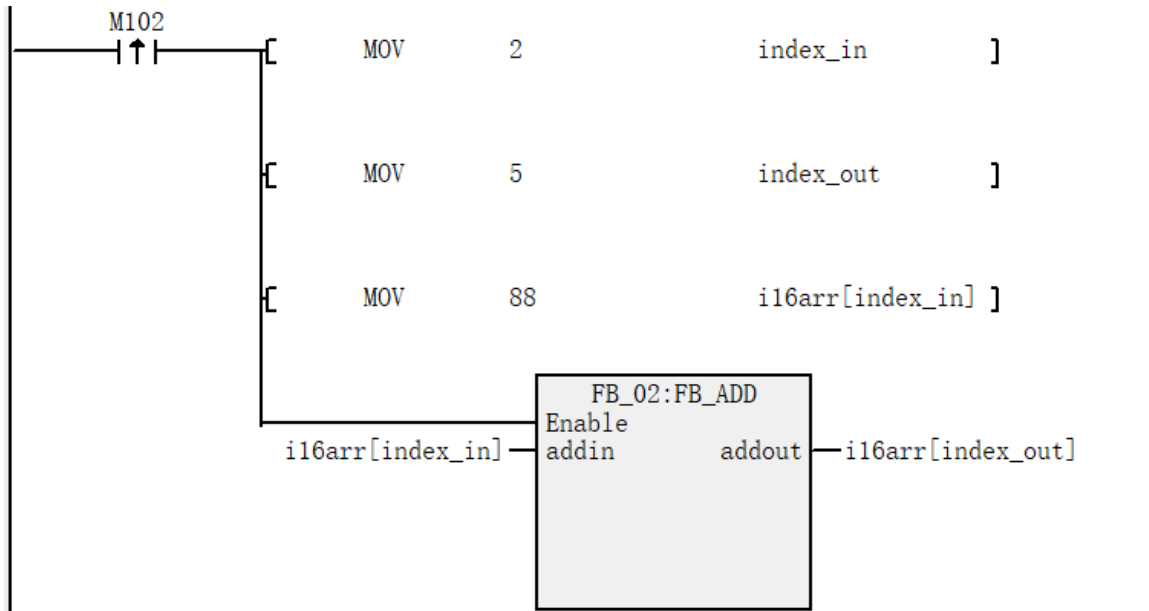 M102
MOV 2 index_in
MOV 5 index_out
MOV 88 i16arr[index_in]
FB_02:FB_ADD
Enable
i16arr[index_in] addin addout i16arr[index_out]